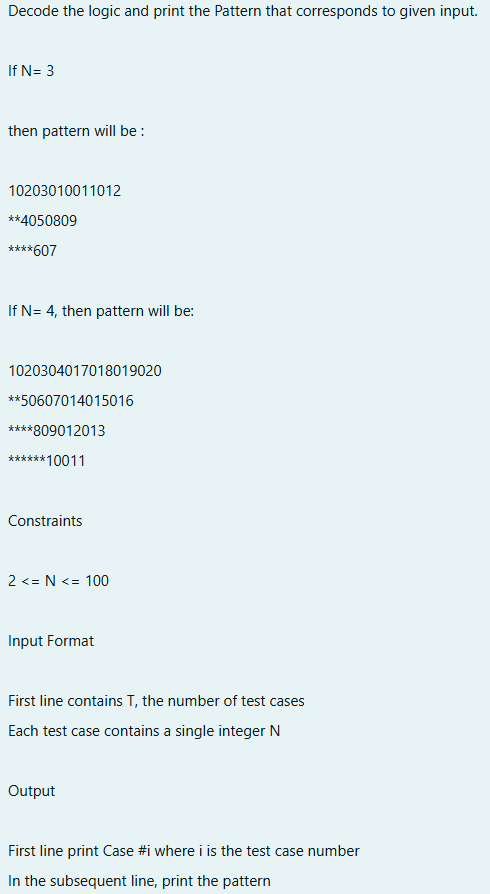 Decode the logic and print the Pattern that corresponds to given input.
If N= 3
then pattern will be :
10203010011012
**4050809
****607
If N= 4, then pattern will be:
1020304017018019020
**50607014015016
****809012013
******10011
Constraints
2 <= N <= 100
Input Format
First line contains T, the number of test cases
Each test case contains a single integer N
Output
First line print Case #i where i is the test case number
In the subsequent line, print the pattern